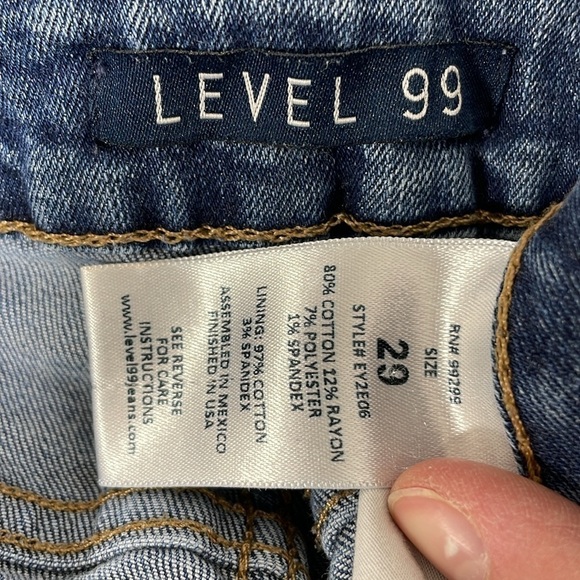 LEVEL 99
RN# 99299
SIZE
29
STYLE# EY2E06
80% COTTON 12% RAYON
7% POLYESTER
1% SPANDEX
LINING: 97% COTTON
3% SPANDEX
ASSEMBLED IN MEXICO
FINISHED IN USA
SEE REVERSE
FOR CARE
INSTRUCTIONS
www.level99jeans.com